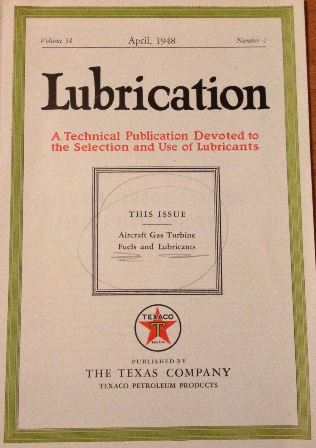 Volume 34 April, 1948 Number 4
Lubrication
A Technical Publication Devoted to
the Selection and Use of Lubricants
THIS ISSUE
Aircraft Gas Turbine
Fuels and Lubricants
TEXACO
T
PUBLISHED BY
THE TEXAS COMPANY
TEXACO PETROLEUM PRODUCTS